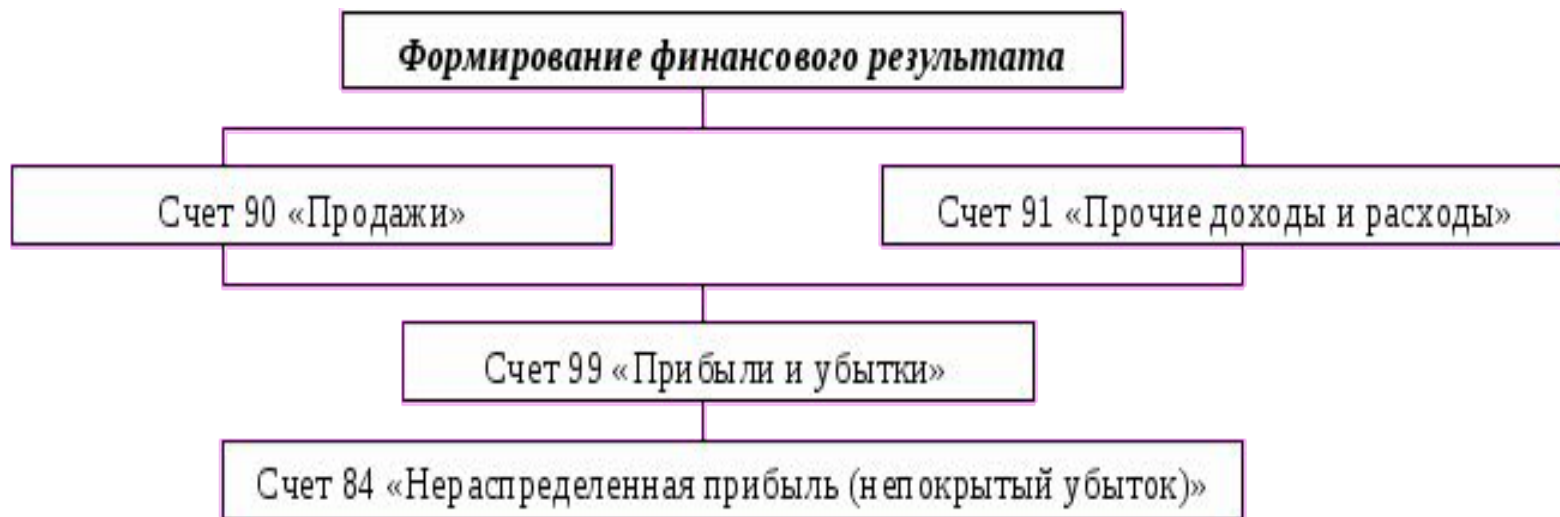 Формирование финансового результата
Счет 90 «Продажи»
Счет 91 «Прочие доходы и расходы»
Счет 99 «Прибыли и убытки»
Счет 84 «Нераспределенная прибыль (непокрытый убыток)»